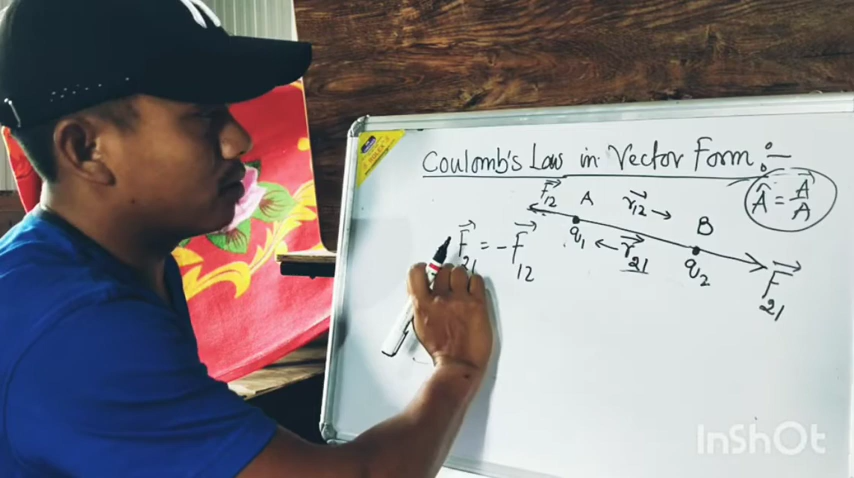 Coulomb's Law in Vector Form :-
Â = A⃗/A
F⃗12 A r⃗12 → B
q1 ← r⃗21 q2
F⃗21 = -F⃗12
F⃗21
InShOt